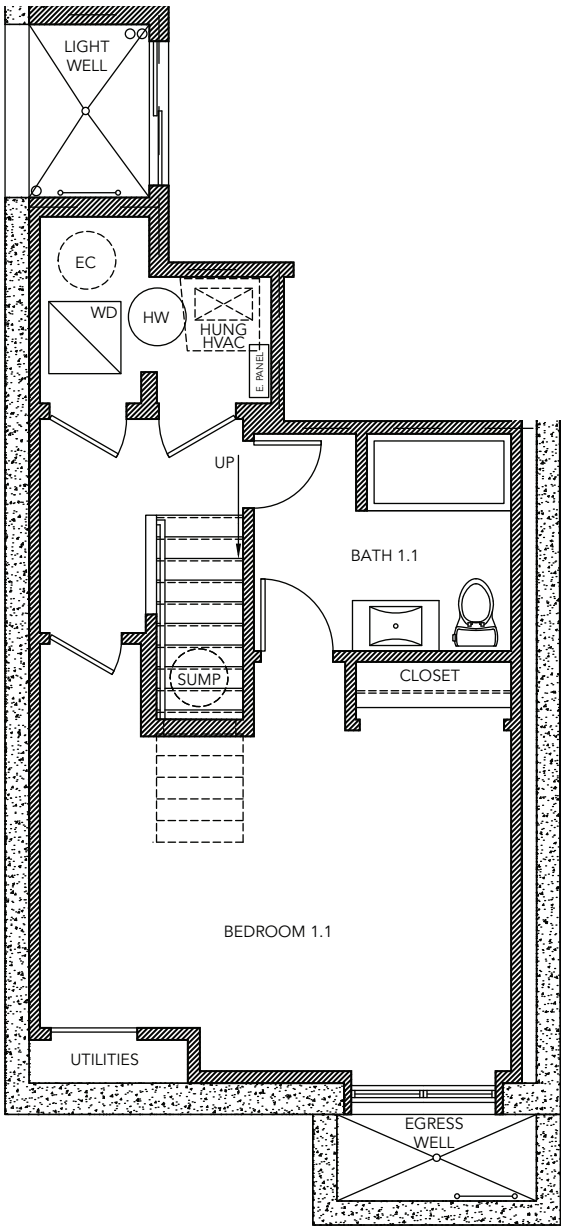 LIGHT
WELL
EC
WD
HW
HUNG
HVAC
E. PANEL
UP
BATH 1.1
SUMP
CLOSET
BEDROOM 1.1
UTILITIES
EGRESS
WELL